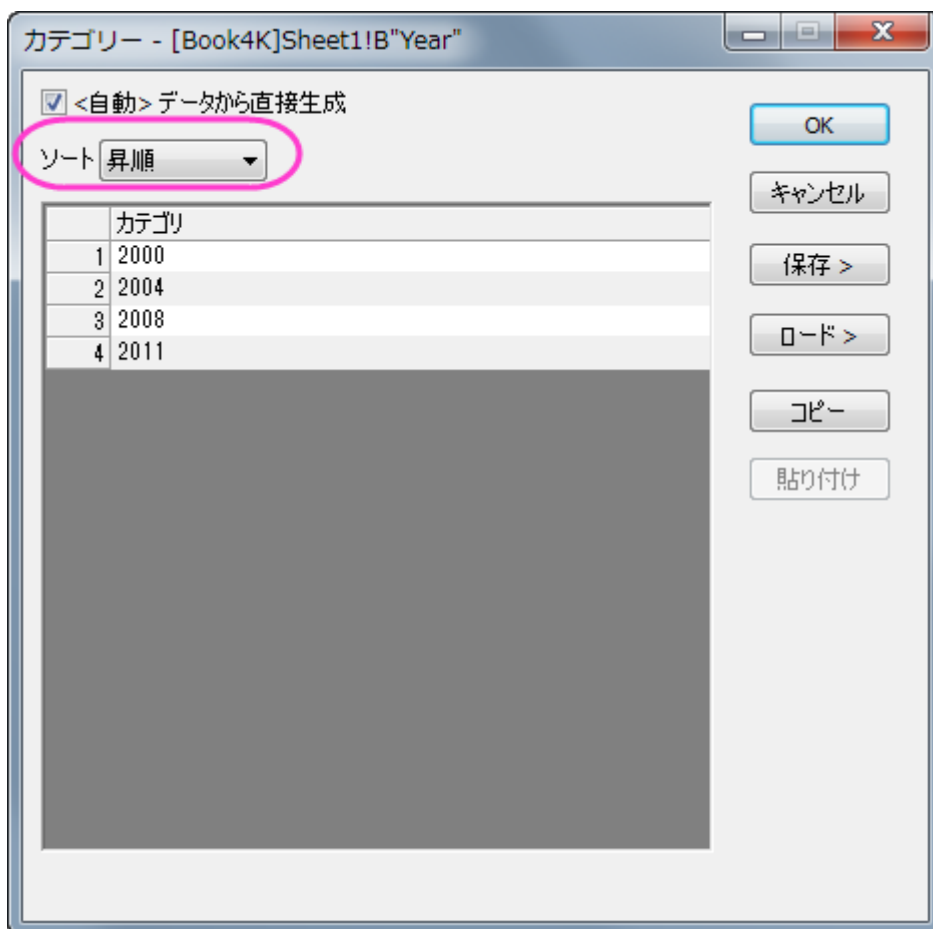 カテゴリー - [Book4K]Sheet1!B"Year"
<自動> データから直接生成
ソート 昇順
カテゴリ
1 2000
2 2004
3 2008
4 2011
OK
キャンセル
保存 >
ロード >
コピー
貼り付け